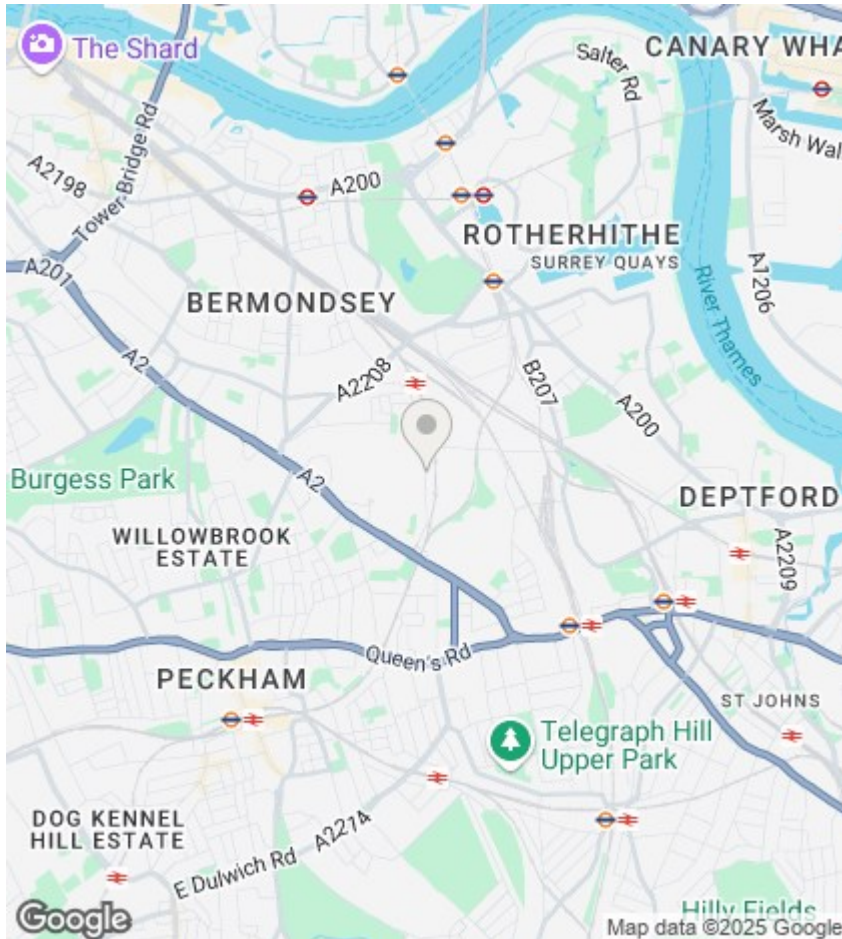 The Shard
CANARY WHA
Salter Rd
Marsh Wal
Tower Bridge Rd
A2198
A200
ROTHERHITHE
SURREY QUAYS
A201
A1206
River Thames
BERMONDSEY
A2
A2208
B207
A200
Burgess Park
A2
DEPTFORD
WILLOWBROOK
ESTATE
A2209
Queen's Rd
PECKHAM
ST JOHNS
Telegraph Hill
Upper Park
DOG KENNEL
HILL ESTATE
A2214
E Dulwich Rd
Hilly Fields
Google
Map data ©2025 Google